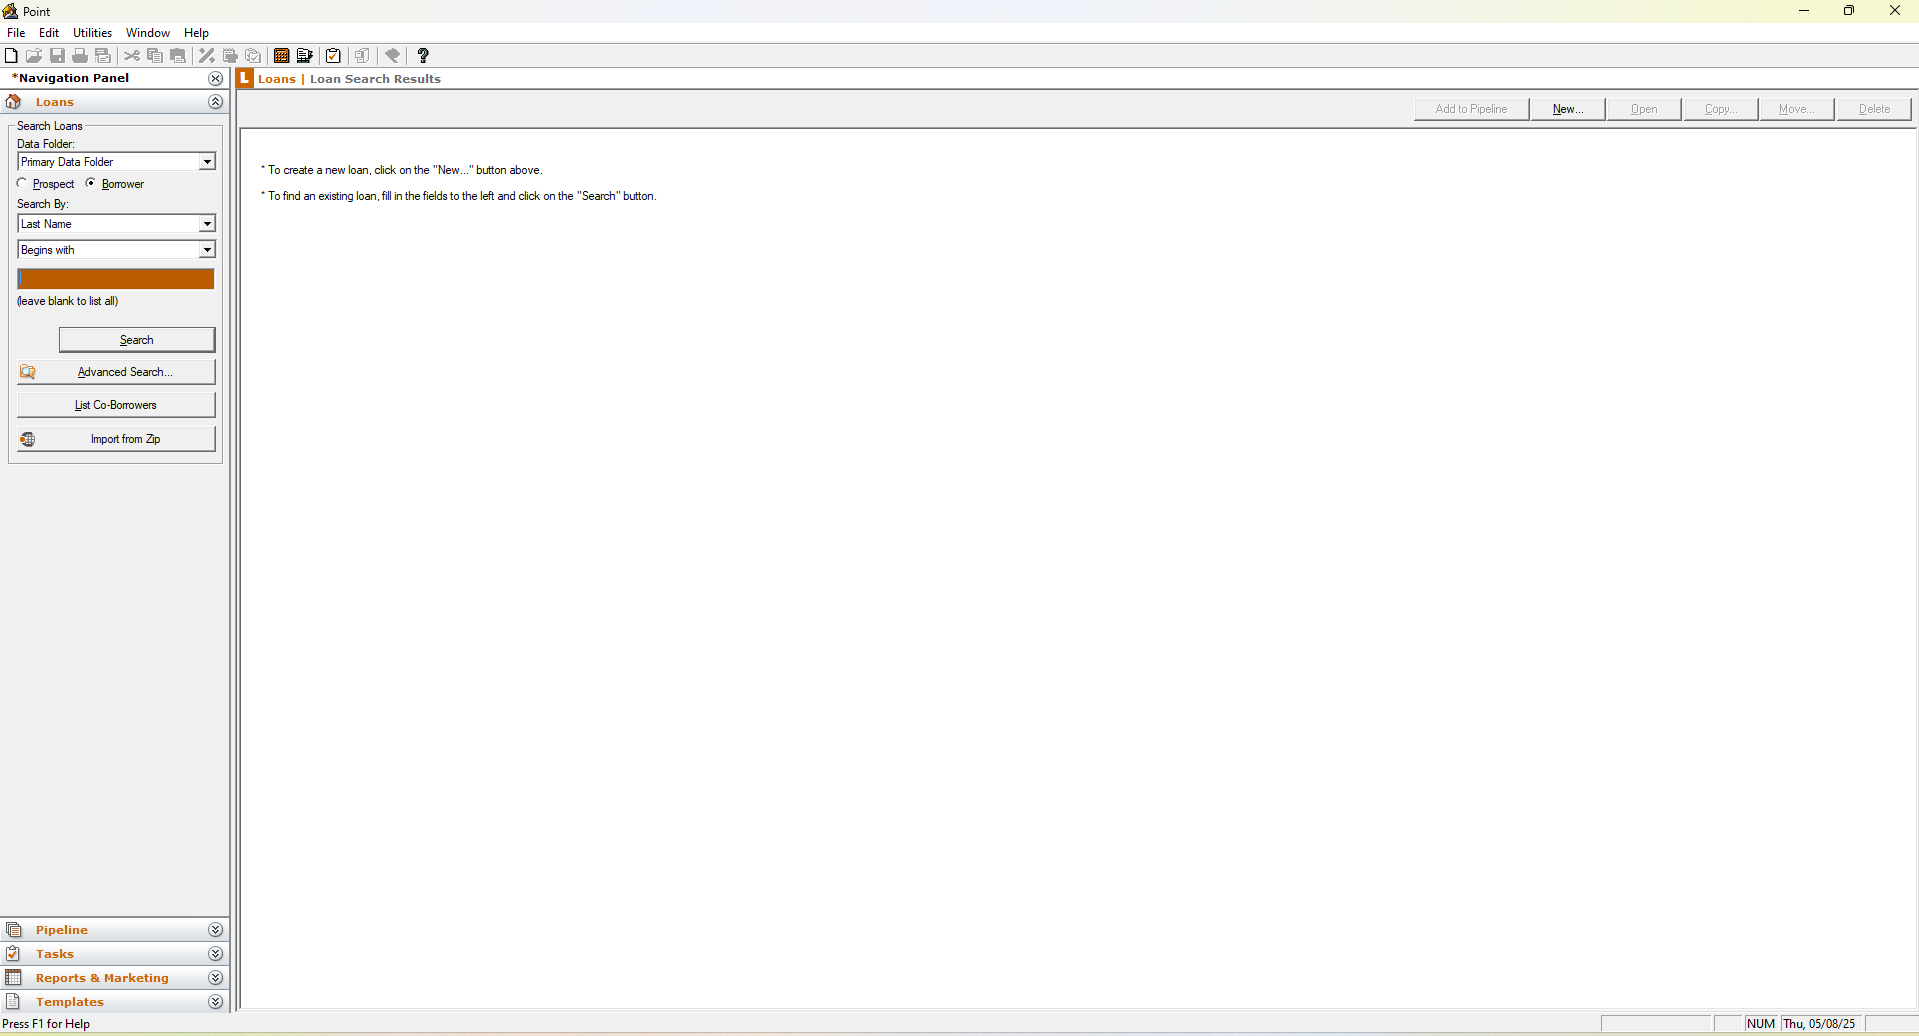 Point
File Edit Utilities Window Help
*Navigation Panel
Loans
Search Loans
Data Folder:
Primary Data Folder
Prospect Borrower
Search By:
Last Name
Begins with
(leave blank to list all)
Search
Advanced Search...
List Co-Borrowers
Import from Zip
Pipeline
Tasks
Reports & Marketing
Templates
L Loans | Loan Search Results
Add to Pipeline New... Open Copy... Move... Delete
* To create a new loan, click on the "New..." button above.
* To find an existing loan, fill in the fields to the left and click on the "Search" button.
Press F1 for Help
NUM Thu, 05/08/25